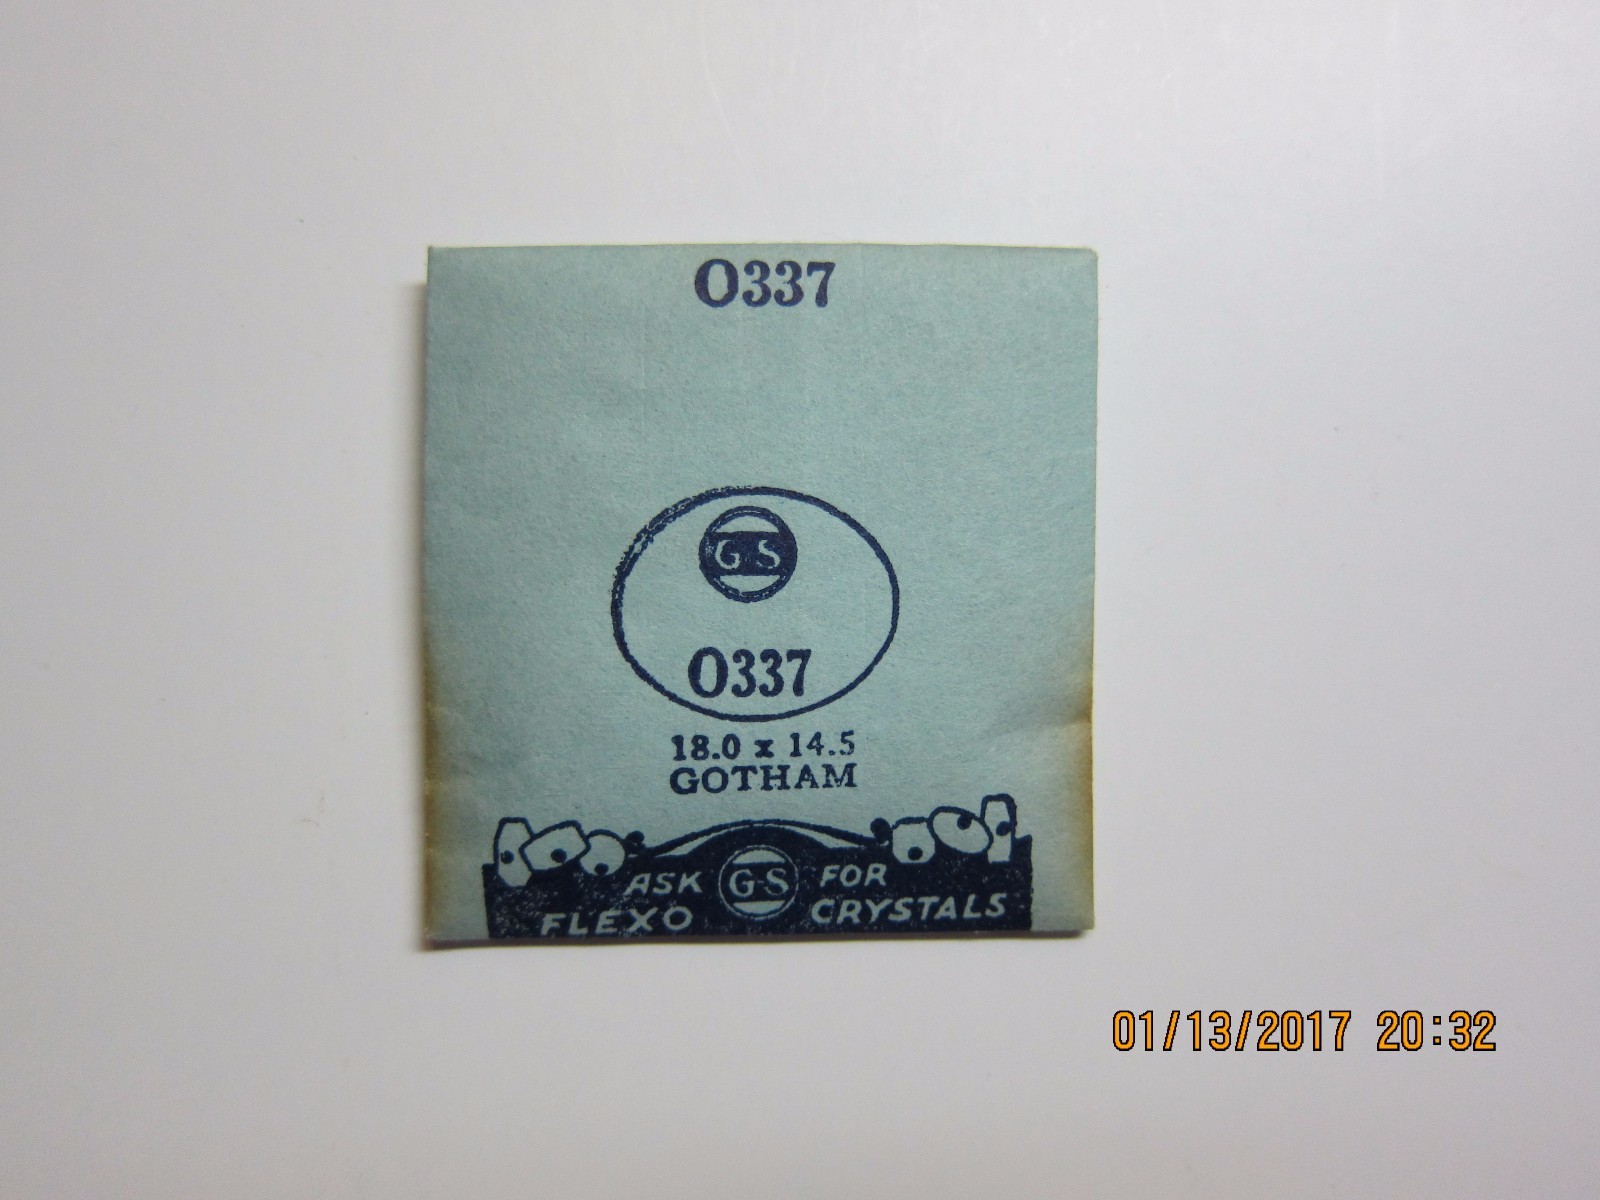 O337
G S
O337
18.0 x 14.5
GOTHAM
ASK G-S FOR
FLEXO CRYSTALS
01/13/2017 20:32